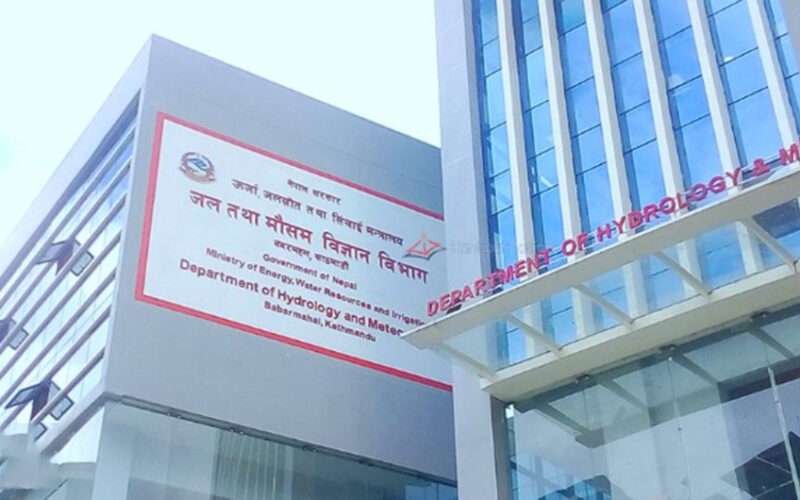 नेपाल सरकार
ऊर्जा, जलस्रोत तथा सिंचाई मन्त्रालय
जल तथा मौसम विज्ञान विभाग
बबरमहल, काठमाडौं
Government of Nepal
Ministry of Energy, Water Resources and Irrigatio
Department of Hydrology and Meteo
Babarmahal, Kathmandu
DEPARTMENT OF HYDROLOGY & M